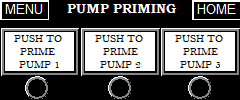 MENU PUMP PRIMING HOME
PUSH TO PUSH TO PUSH TO
PRIME PRIME PRIME
PUMP 1 PUMP 2 PUMP 3